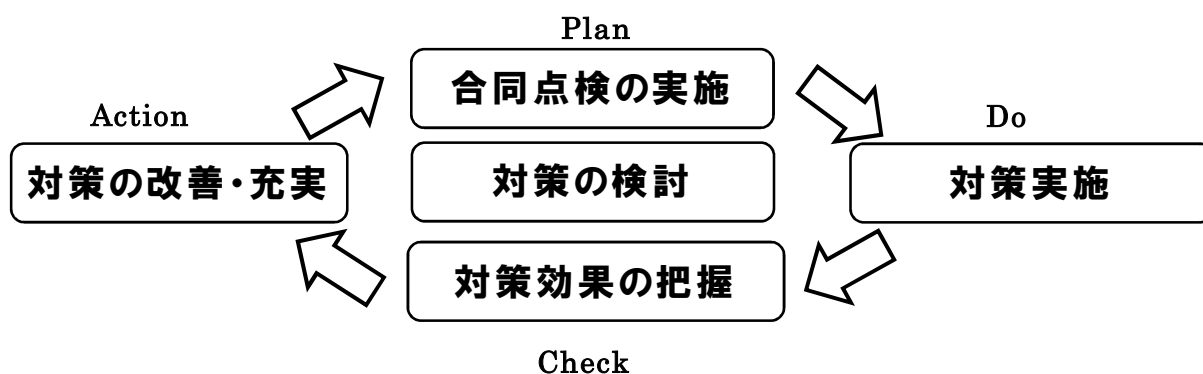 Plan
合同点検の実施
Action
Do
対策の改善・充実
対策の検討
対策実施
対策効果の把握
Check